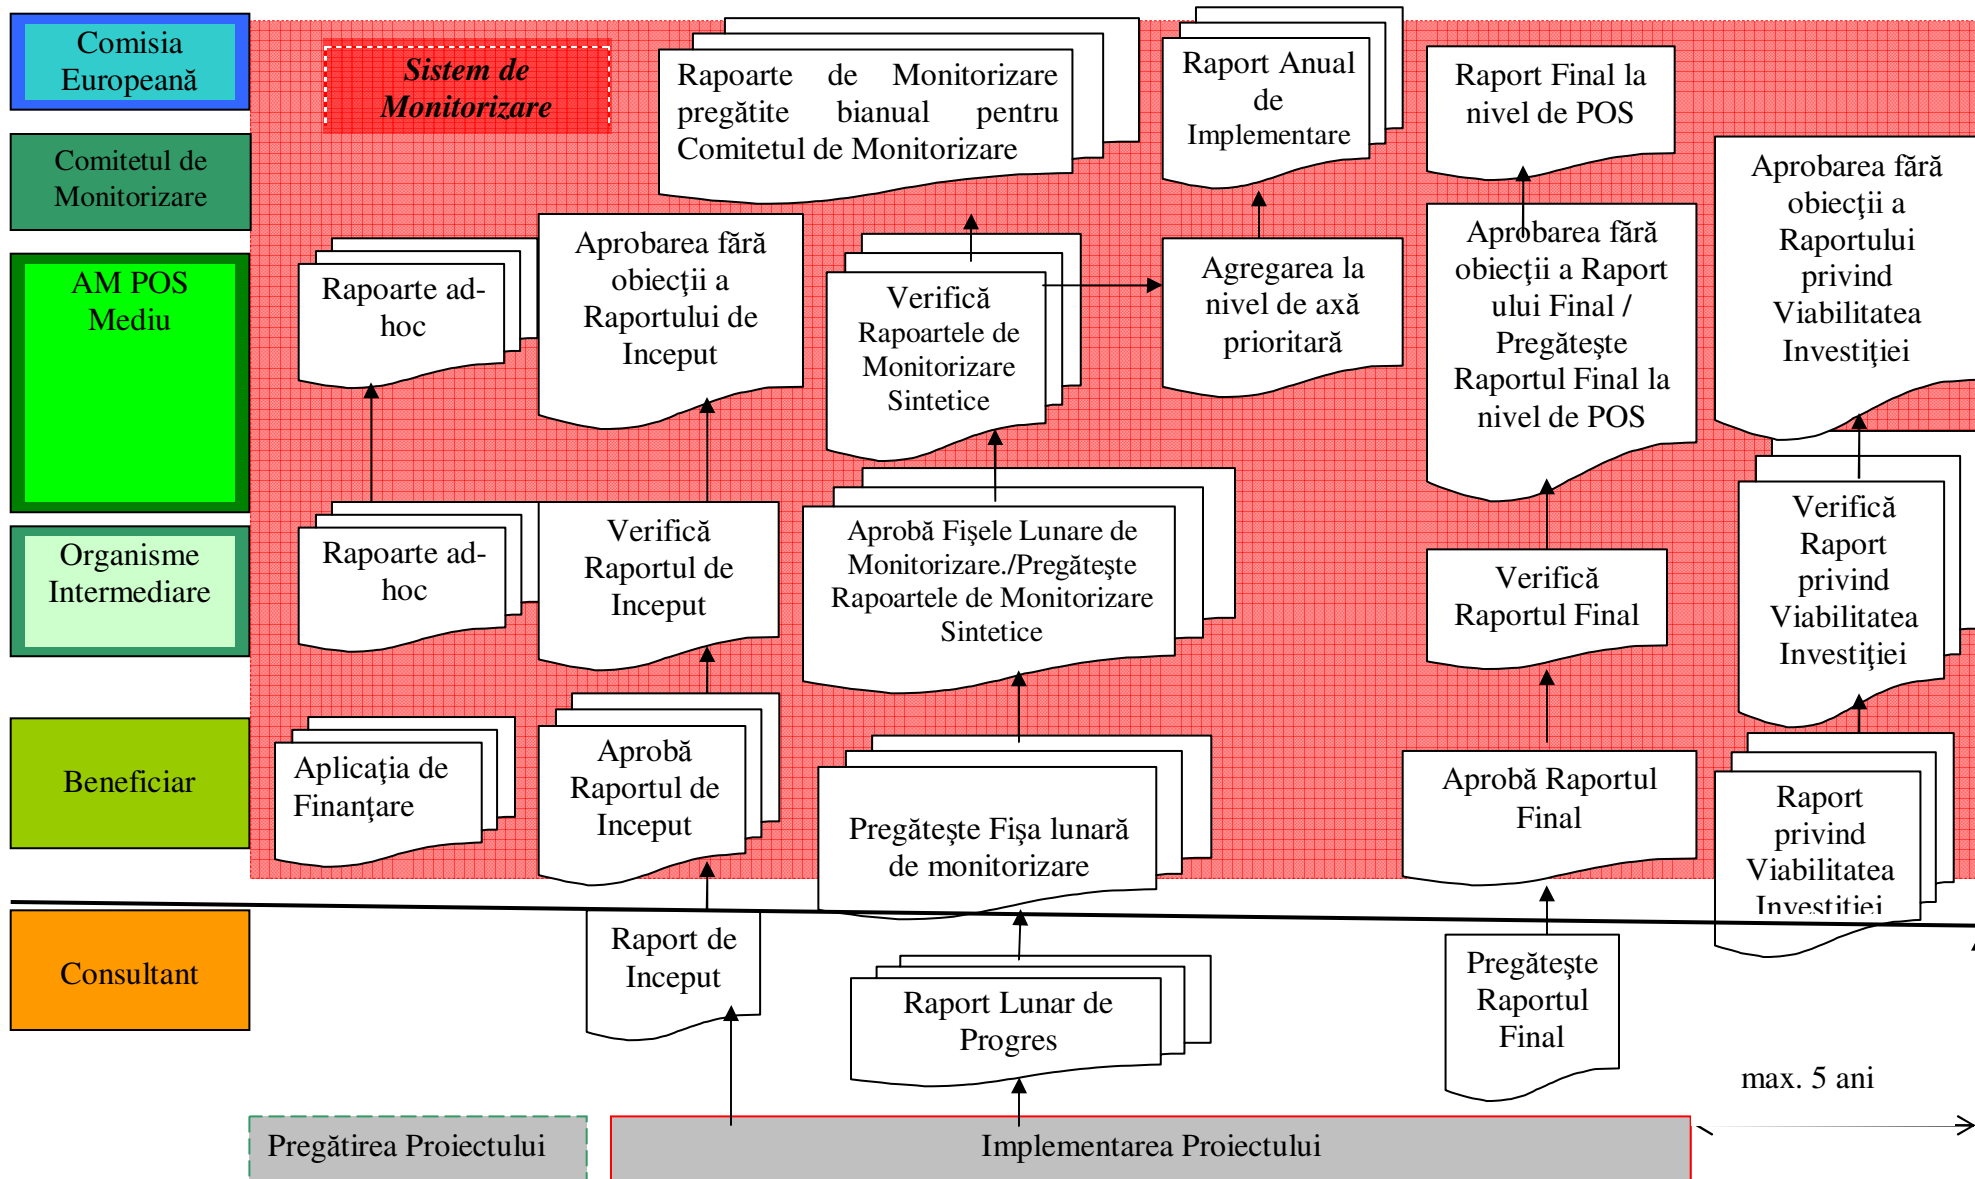 Comisia
Europeană
Sistem de
Monitorizare
Rapoarte de Monitorizare
pregătite bianual pentru
Comitetul de Monitorizare
Raport Anual
de
Implementare
Raport Final la
nivel de POS
Comitetul de
Monitorizare
AM POS
Mediu
Rapoarte ad-
hoc
Aprobarea fără
obiecţii a
Raportului de
Inceput
Verifică
Rapoartele de
Monitorizare
Sintetice
Agregarea la
nivel de axă
prioritară
Aprobarea fără
obiecţii a Raport
ului Final /
Pregăteşte
Raportul Final la
nivel de POS
Aprobarea fără
obiecţii a
Raportului
privind
Viabilitatea
Investiţiei
Organisme
Intermediare
Rapoarte ad-
hoc
Verifică
Raportul de
Inceput
Aprobă Fişele Lunare de
Monitorizare./Pregăteşte
Rapoartele de Monitorizare
Sintetice
Verifică
Raportul Final
Verifică
Raport
privind
Viabilitatea
Investiţiei
Beneficiar
Aplicaţia de
Finanţare
Aprobă
Raportul de
Inceput
Pregăteşte Fişa lunară
de monitorizare
Aprobă Raportul
Final
Raport
privind
Viabilitatea
Investiţiei
Consultant
Raport de
Inceput
Raport Lunar de
Progres
Pregăteşte
Raportul
Final
max. 5 ani
Pregătirea Proiectului
Implementarea Proiectului